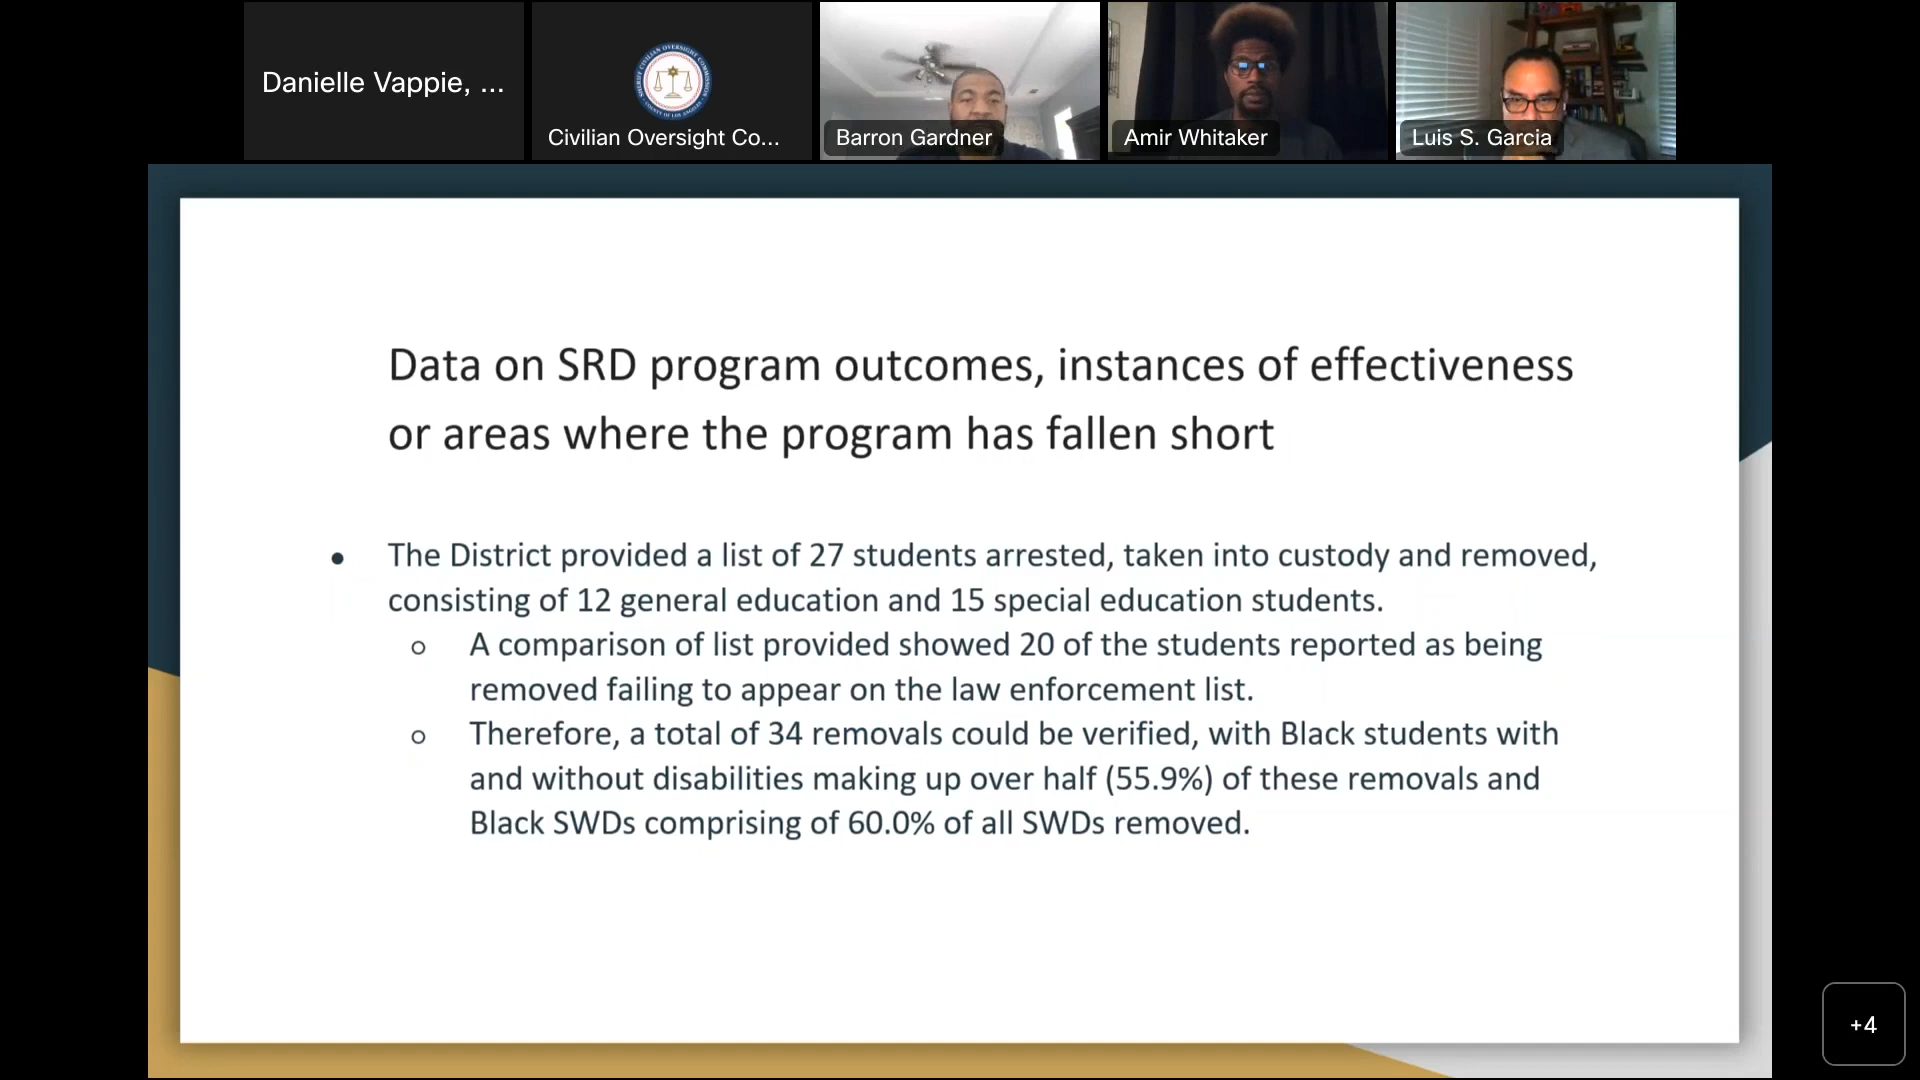 Danielle Vappie, ...
Civilian Oversight Co...
Barron Gardner
Amir Whitaker
Luis S. Garcia
Data on SRD program outcomes, instances of effectiveness
or areas where the program has fallen short
• The District provided a list of 27 students arrested, taken into custody and removed,
consisting of 12 general education and 15 special education students.
o A comparison of list provided showed 20 of the students reported as being
removed failing to appear on the law enforcement list.
o Therefore, a total of 34 removals could be verified, with Black students with
and without disabilities making up over half (55.9%) of these removals and
Black SWDs comprising of 60.0% of all SWDs removed.
+4